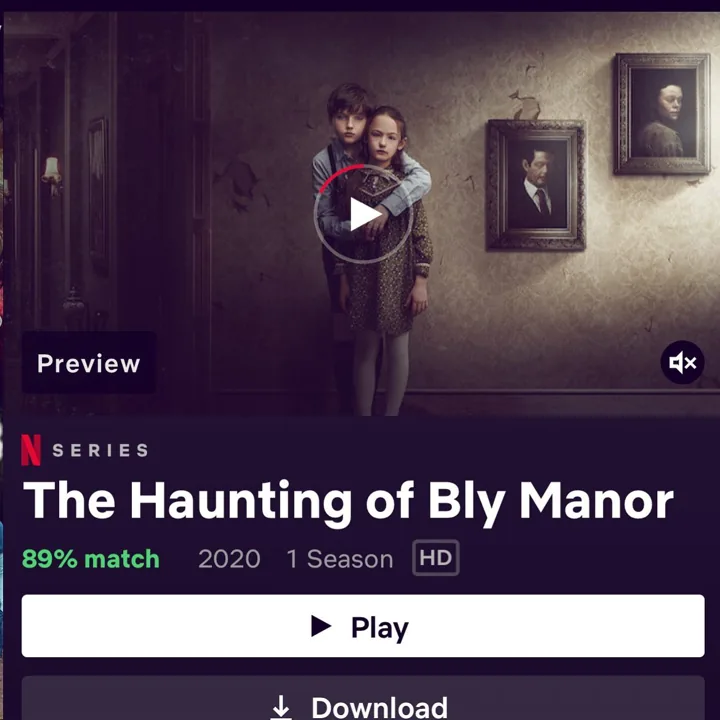 Preview
N SERIES
The Haunting of Bly Manor
89% match 2020 1 Season HD
Play
Download